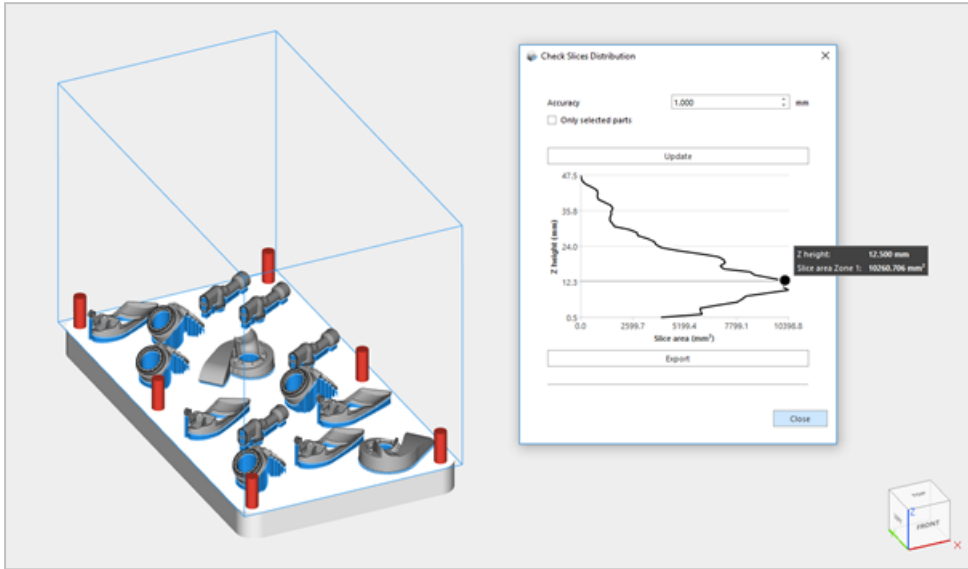 Check Slices Distribution
Accuracy
1.000
mm
Only selected parts
Update
47.5
35.8
24.0
12.3
0.5
Z height (mm)
Z height: 12.500 mm
Slice area Zone 1: 10260.706 mm²
0.0 2599.7 5199.4 7799.1 10398.8
Slice area (mm²)
Export
Close
TOP
FRONT
Z
X